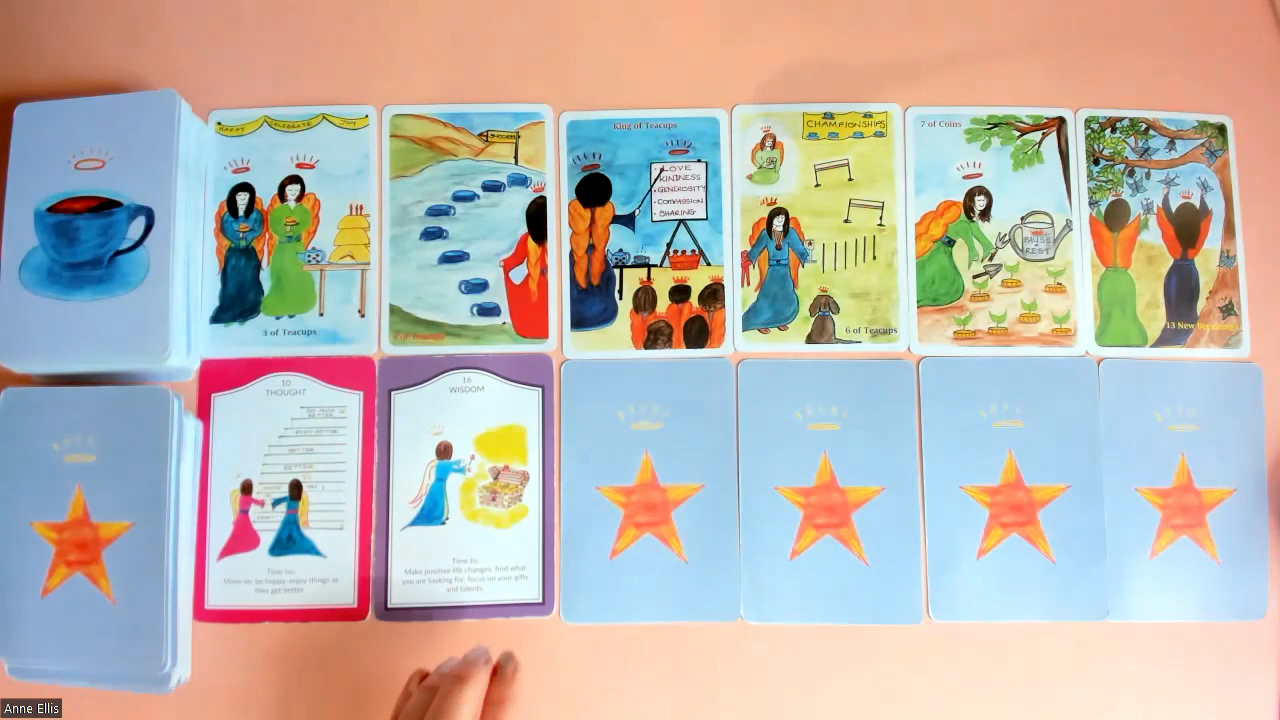 HAPPY CELEBRATE JOY
3 of Teacups
SUCCESS
King of Teacups
LOVE
KINDNESS
GENEROSITY
COMPASSION
SHARING
CHAMPIONSHIPS
6 of Teacups
7 of Coins
PAUSE
REST
13 New Beginnings
10
THOUGHT
BETTER
BETTER
Time to:
Move on, be happy, enjoy things as
they get better.
16
WISDOM
Time to:
Make positive life changes, find what
you are looking for, focus on your gifts
and talents.
Anne Ellis